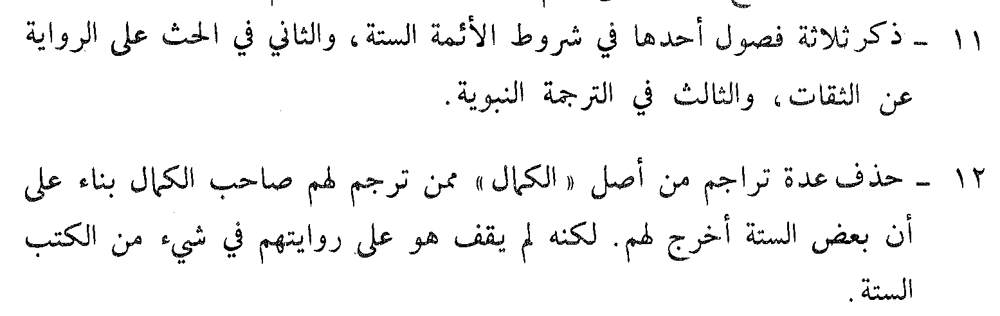 ١١ - ذكر ثلاثة فصول أحدها في شروط الأئمة الستة، والثاني في الحث على الرواية
عن الثقات، والثالث في الترجمة النبوية.
١٢ - حذف عدة تراجم من أصل «الكمال» ممن ترجم لهم صاحب الكمال بناء على
أن بعض الستة أخرج لهم. لكنه لم يقف هو على روايتهم في شيء من الكتب
الستة.